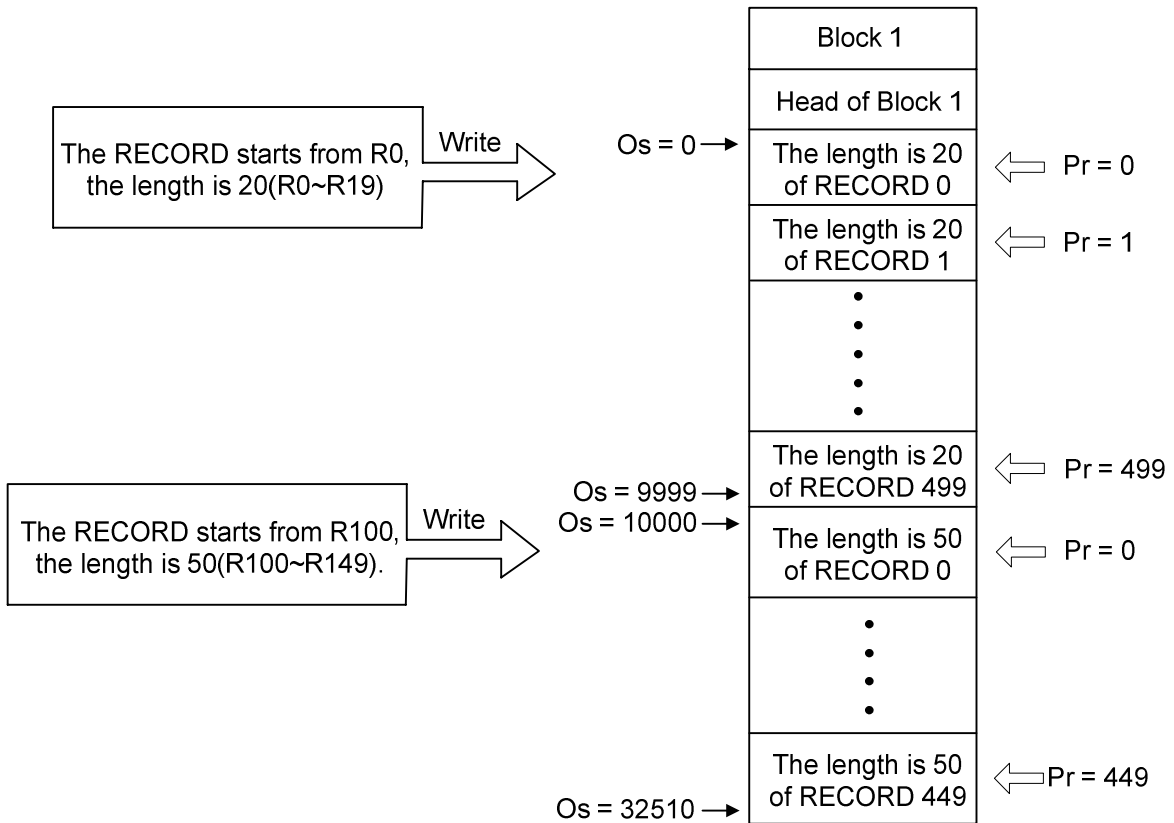 Block 1
Head of Block 1
The RECORD starts from R0,
the length is 20(R0~R19)
Write
Os = 0
The length is 20
of RECORD 0
Pr = 0
The length is 20
of RECORD 1
Pr = 1
The length is 20
of RECORD 499
Pr = 499
Os = 9999
Os = 10000
The RECORD starts from R100,
the length is 50(R100~R149).
Write
The length is 50
of RECORD 0
Pr = 0
The length is 50
of RECORD 449
Pr = 449
Os = 32510